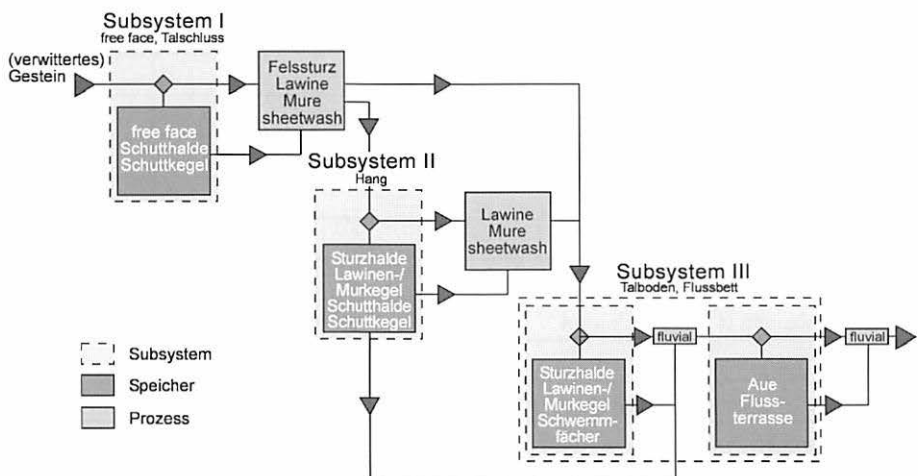 Subsystem I
free face, Talschluss
(verwittertes)
Gestein
free face
Schutthalde
Schuttkegel
Felssturz
Lawine
Mure
sheetwash
Subsystem II
Hang
Sturzhalde
Lawinen-/
Murkegel
Schutthalde
Schuttkegel
Lawine
Mure
sheetwash
Subsystem III
Talboden, Flussbett
Sturzhalde
Lawinen-/
Murkegel
Schwemm-
fächer
fluvial
Aue
Fluss-
terrasse
fluvial
Subsystem
Speicher
Prozess